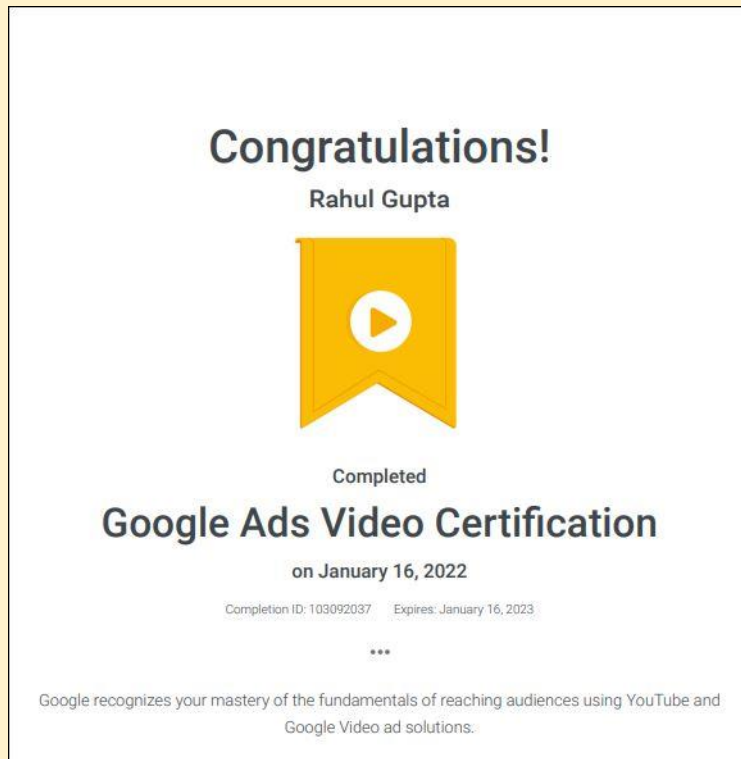 Congratulations!
Rahul Gupta
Completed
Google Ads Video Certification
on January 16, 2022
Completion ID: 103092037 Expires: January 16, 2023
•••
Google recognizes your mastery of the fundamentals of reaching audiences using YouTube and
Google Video ad solutions.